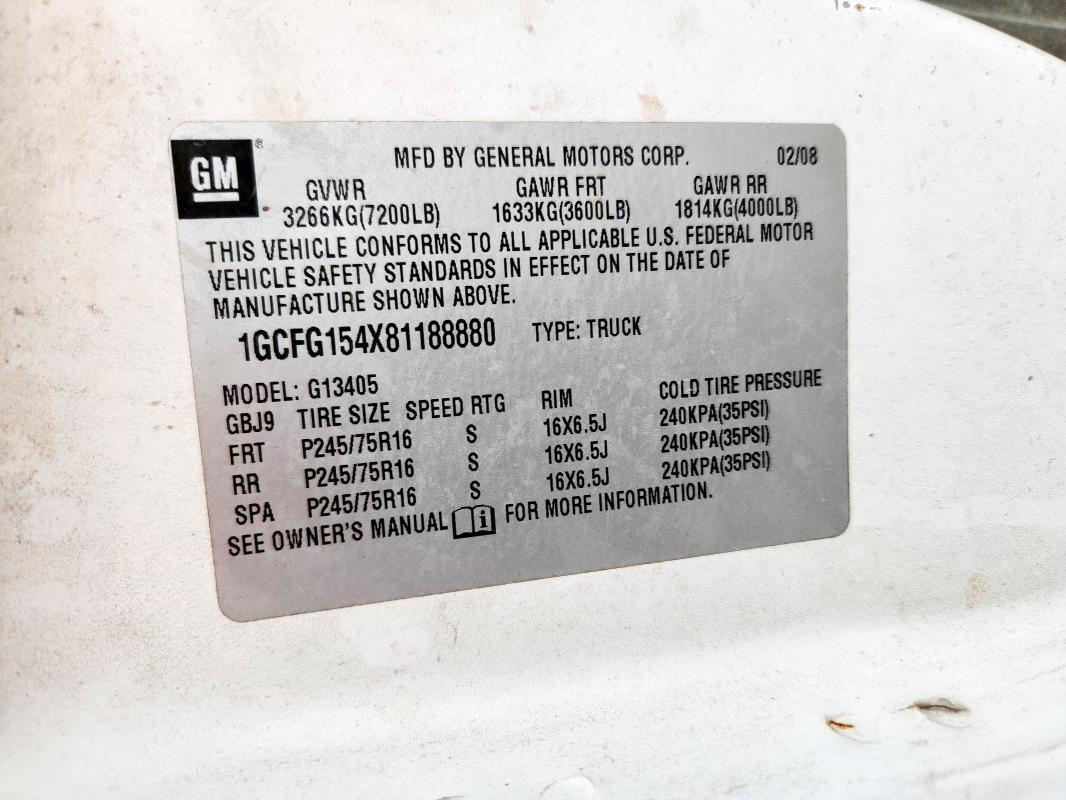 GM ® MFD BY GENERAL MOTORS CORP. 02/08
GVWR GAWR FRT GAWR RR
3266KG(7200LB) 1633KG(3600LB) 1814KG(4000LB)
THIS VEHICLE CONFORMS TO ALL APPLICABLE U.S. FEDERAL MOTOR
VEHICLE SAFETY STANDARDS IN EFFECT ON THE DATE OF
MANUFACTURE SHOWN ABOVE.
1GCFG154X81188880 TYPE: TRUCK
MODEL: G13405
GBJ9 TIRE SIZE SPEED RTG RIM COLD TIRE PRESSURE
FRT P245/75R16 S 16X6.5J 240KPA(35PSI)
RR P245/75R16 S 16X6.5J 240KPA(35PSI)
SPA P245/75R16 S 16X6.5J 240KPA(35PSI)
SEE OWNER'S MANUAL i FOR MORE INFORMATION.